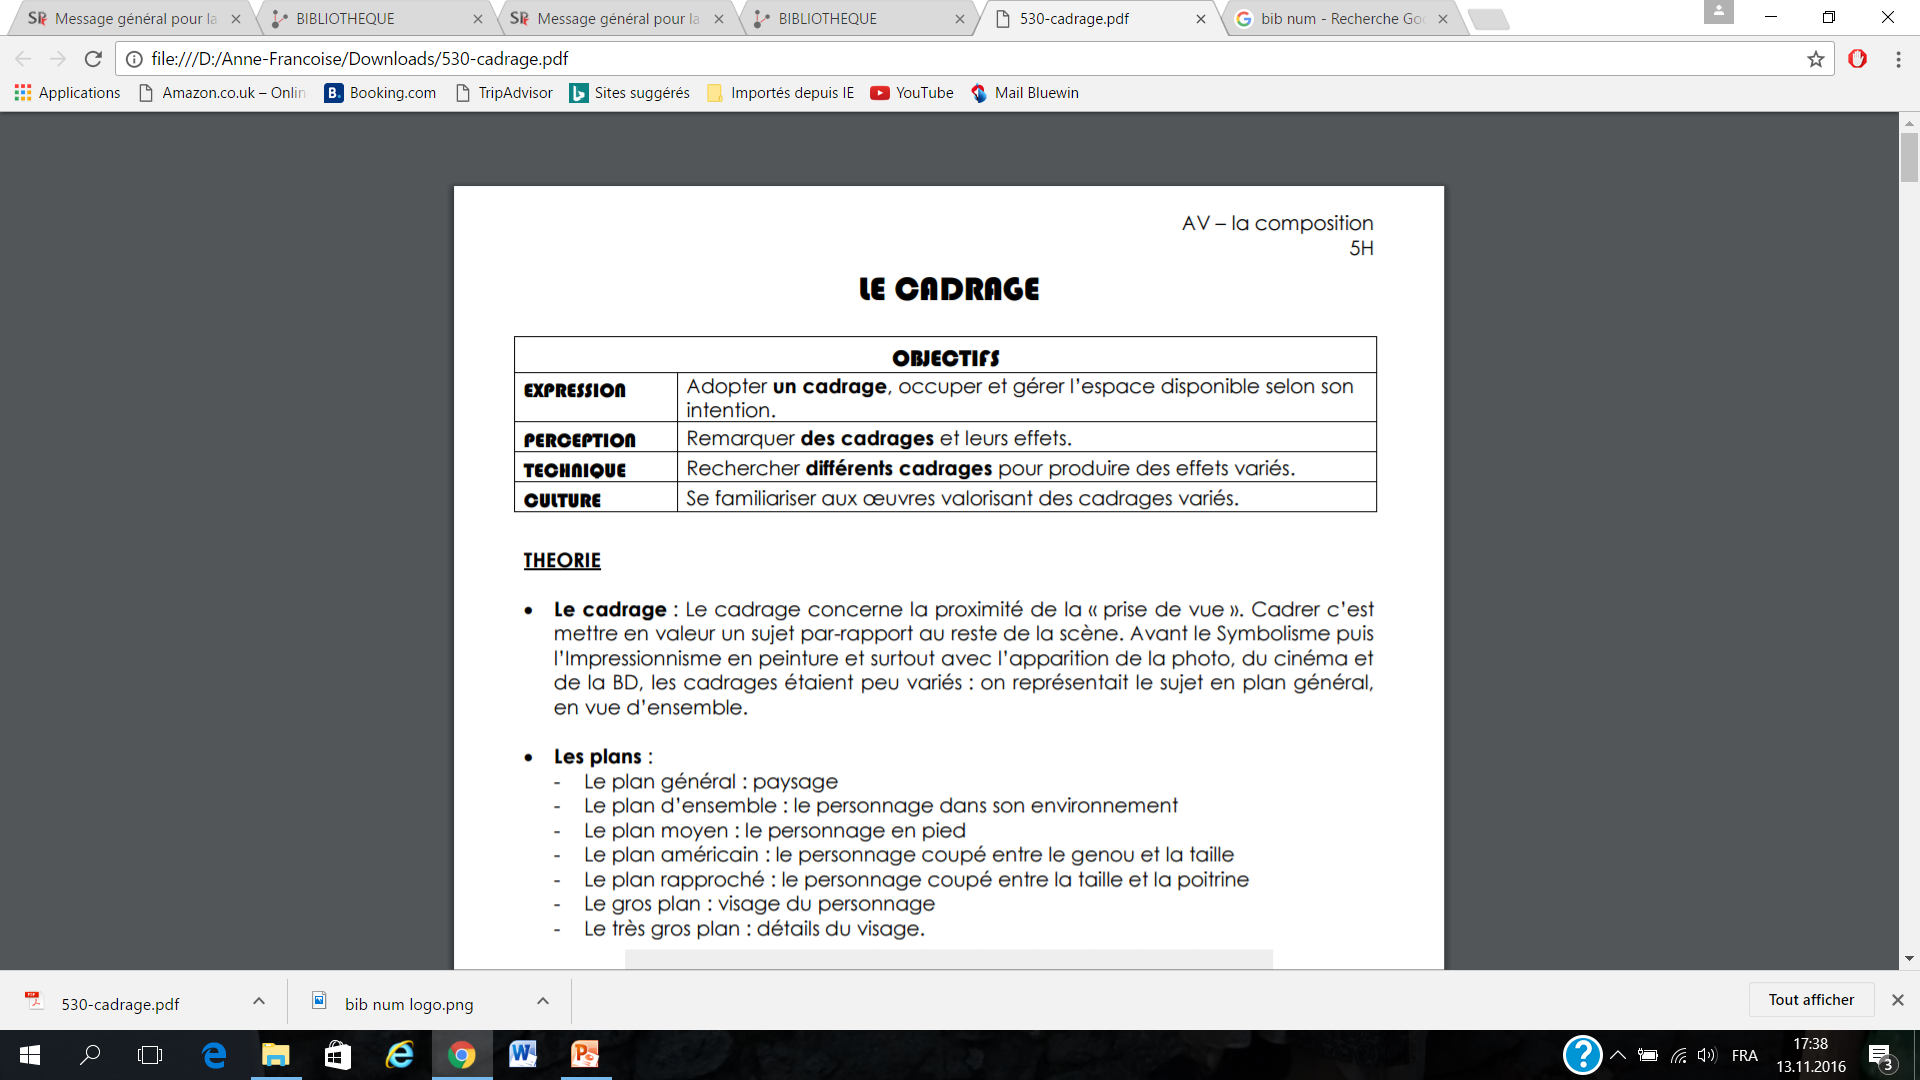 Message général pour la
BIBLIOTHEQUE
Message général pour la
BIBLIOTHEQUE
530-cadrage.pdf
bib num - Recherche Goo
file:///D:/Anne-Francoise/Downloads/530-cadrage.pdf
Applications
Amazon.co.uk – Onlin
Booking.com
TripAdvisor
Sites suggérés
Importés depuis IE
YouTube
Mail Bluewin
AV – la composition
5H
LE CADRAGE
OBJECTIFS
EXPRESSION
Adopter un cadrage, occuper et gérer l’espace disponible selon son
intention.
PERCEPTION
Remarquer des cadrages et leurs effets.
TECHNIQUE
Rechercher différents cadrages pour produire des effets variés.
CULTURE
Se familiariser aux œuvres valorisant des cadrages variés.
THEORIE
• Le cadrage : Le cadrage concerne la proximité de la « prise de vue ». Cadrer c’est
mettre en valeur un sujet par-rapport au reste de la scène. Avant le Symbolisme puis
l’Impressionnisme en peinture et surtout avec l’apparition de la photo, du cinéma et
de la BD, les cadrages étaient peu variés : on représentait le sujet en plan général,
en vue d’ensemble.
• Les plans :
- Le plan général : paysage
- Le plan d’ensemble : le personnage dans son environnement
- Le plan moyen : le personnage en pied
- Le plan américain : le personnage coupé entre le genou et la taille
- Le plan rapproché : le personnage coupé entre la taille et la poitrine
- Le gros plan : visage du personnage
- Le très gros plan : détails du visage.
530-cadrage.pdf
bib num logo.png
Tout afficher
FRA
17:38
13.11.2016
3